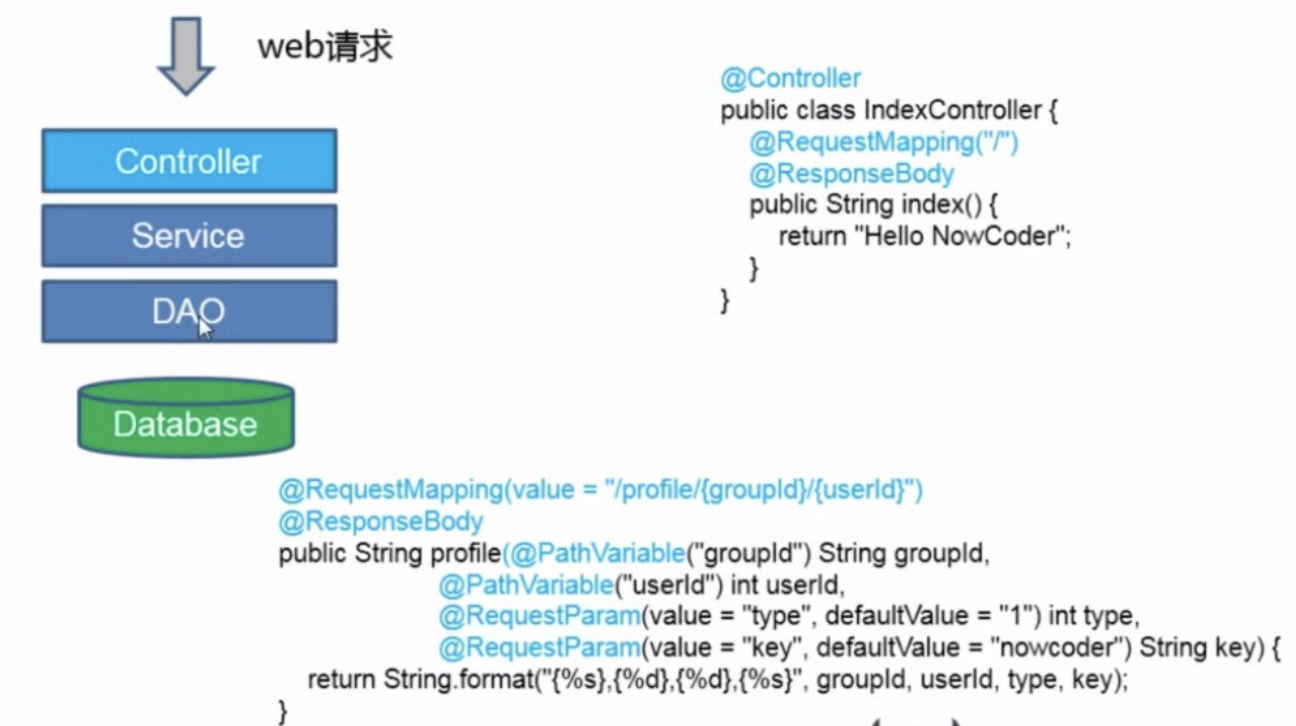 web请求
Controller
Service
DAO
Database
@Controller
public class IndexController {
@RequestMapping("/")
@ResponseBody
public String index() {
return "Hello NowCoder";
}
}
@RequestMapping(value = "/profile/{groupId}/{userId}")
@ResponseBody
public String profile(@PathVariable("groupId") String groupId,
@PathVariable("userId") int userId,
@RequestParam(value = "type", defaultValue = "1") int type,
@RequestParam(value = "key", defaultValue = "nowcoder") String key) {
return String.format("{%s},{%d},{%d},{%s}", groupId, userId, type, key);
}